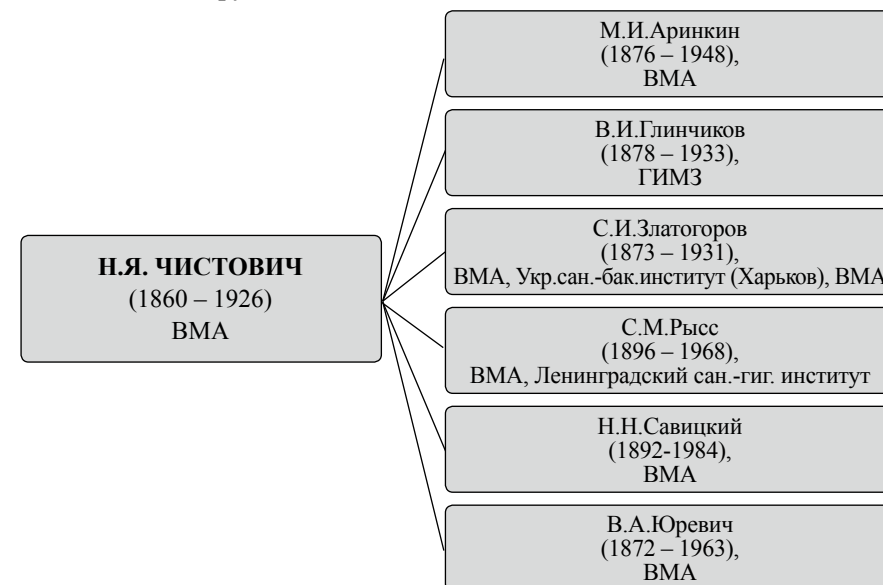 Н.Я. ЧИСТОВИЧ
(1860 – 1926)
ВМА
М.И.Аринкин
(1876 – 1948),
ВМА
В.И.Глинчиков
(1878 – 1933),
ГИМЗ
С.И.Златогоров
(1873 – 1931),
ВМА, Укр.сан.-бак.институт (Харьков), ВМА
С.М.Рысс
(1896 – 1968),
ВМА, Ленинградский сан.-гиг. институт
Н.Н.Савицкий
(1892-1984),
ВМА
В.А.Юревич
(1872 – 1963),
ВМА